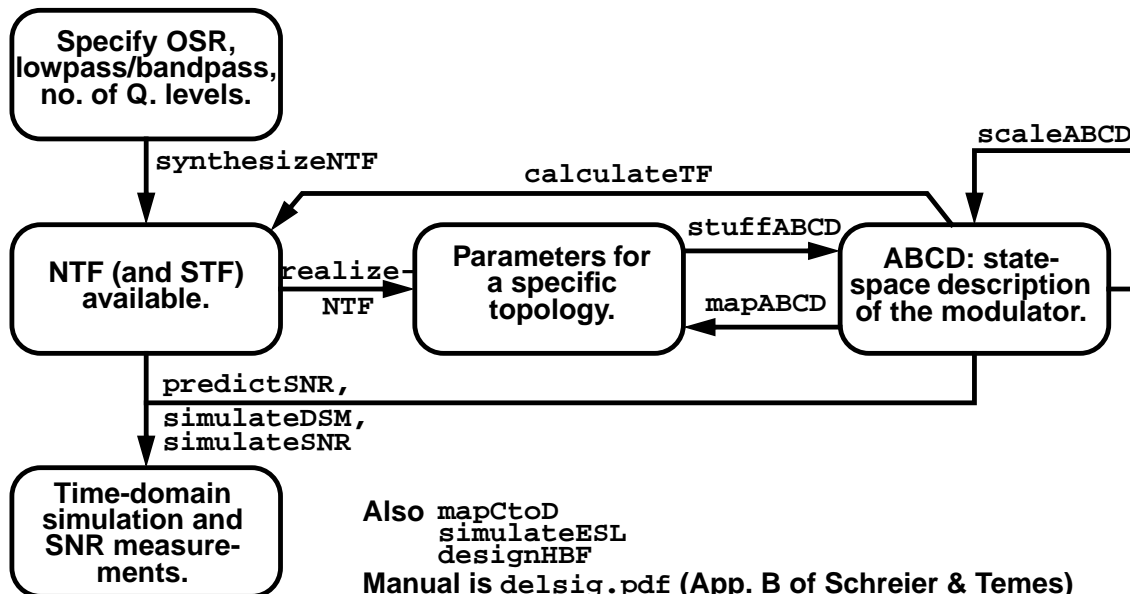 Specify OSR,
lowpass/bandpass,
no. of Q. levels.
synthesizeNTF
scaleABCD
calculateTF
NTF (and STF)
available.
realize-
NTF
Parameters for
a specific
topology.
stuffABCD
mapABCD
ABCD: state-
space description
of the modulator.
predictSNR,
simulateDSM,
simulateSNR
Time-domain
simulation and
SNR measure-
ments.
Also mapCtoD
simulateESL
designHBF
Manual is delsig.pdf (App. B of Schreier & Temes)